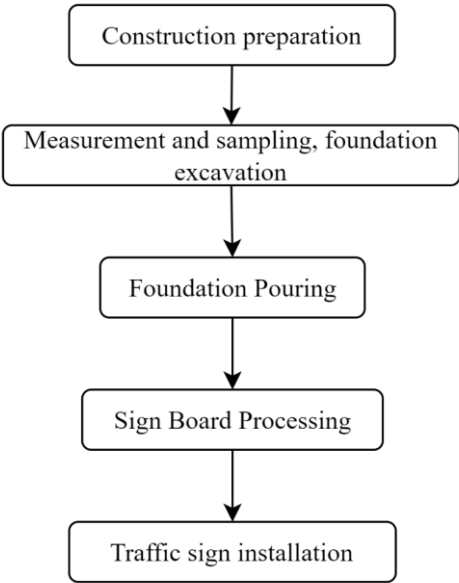 Construction preparation
Measurement and sampling, foundation
excavation
Foundation Pouring
Sign Board Processing
Traffic sign installation